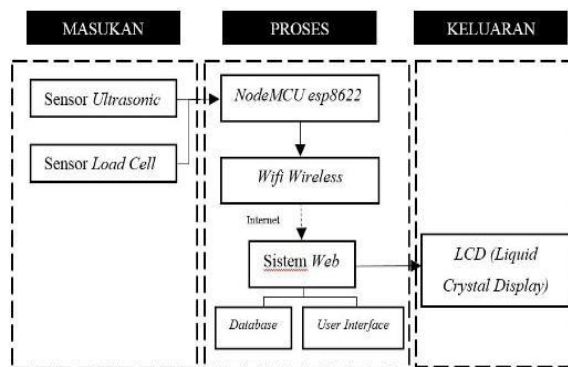 MASUKAN
PROSES
KELUARAN
Sensor Ultrasonic
Sensor Load Cell
NodeMCU esp8622
Wifi Wireless
Internet
Sistem Web
Database
User Interface
LCD (Liquid
Crystal Display)